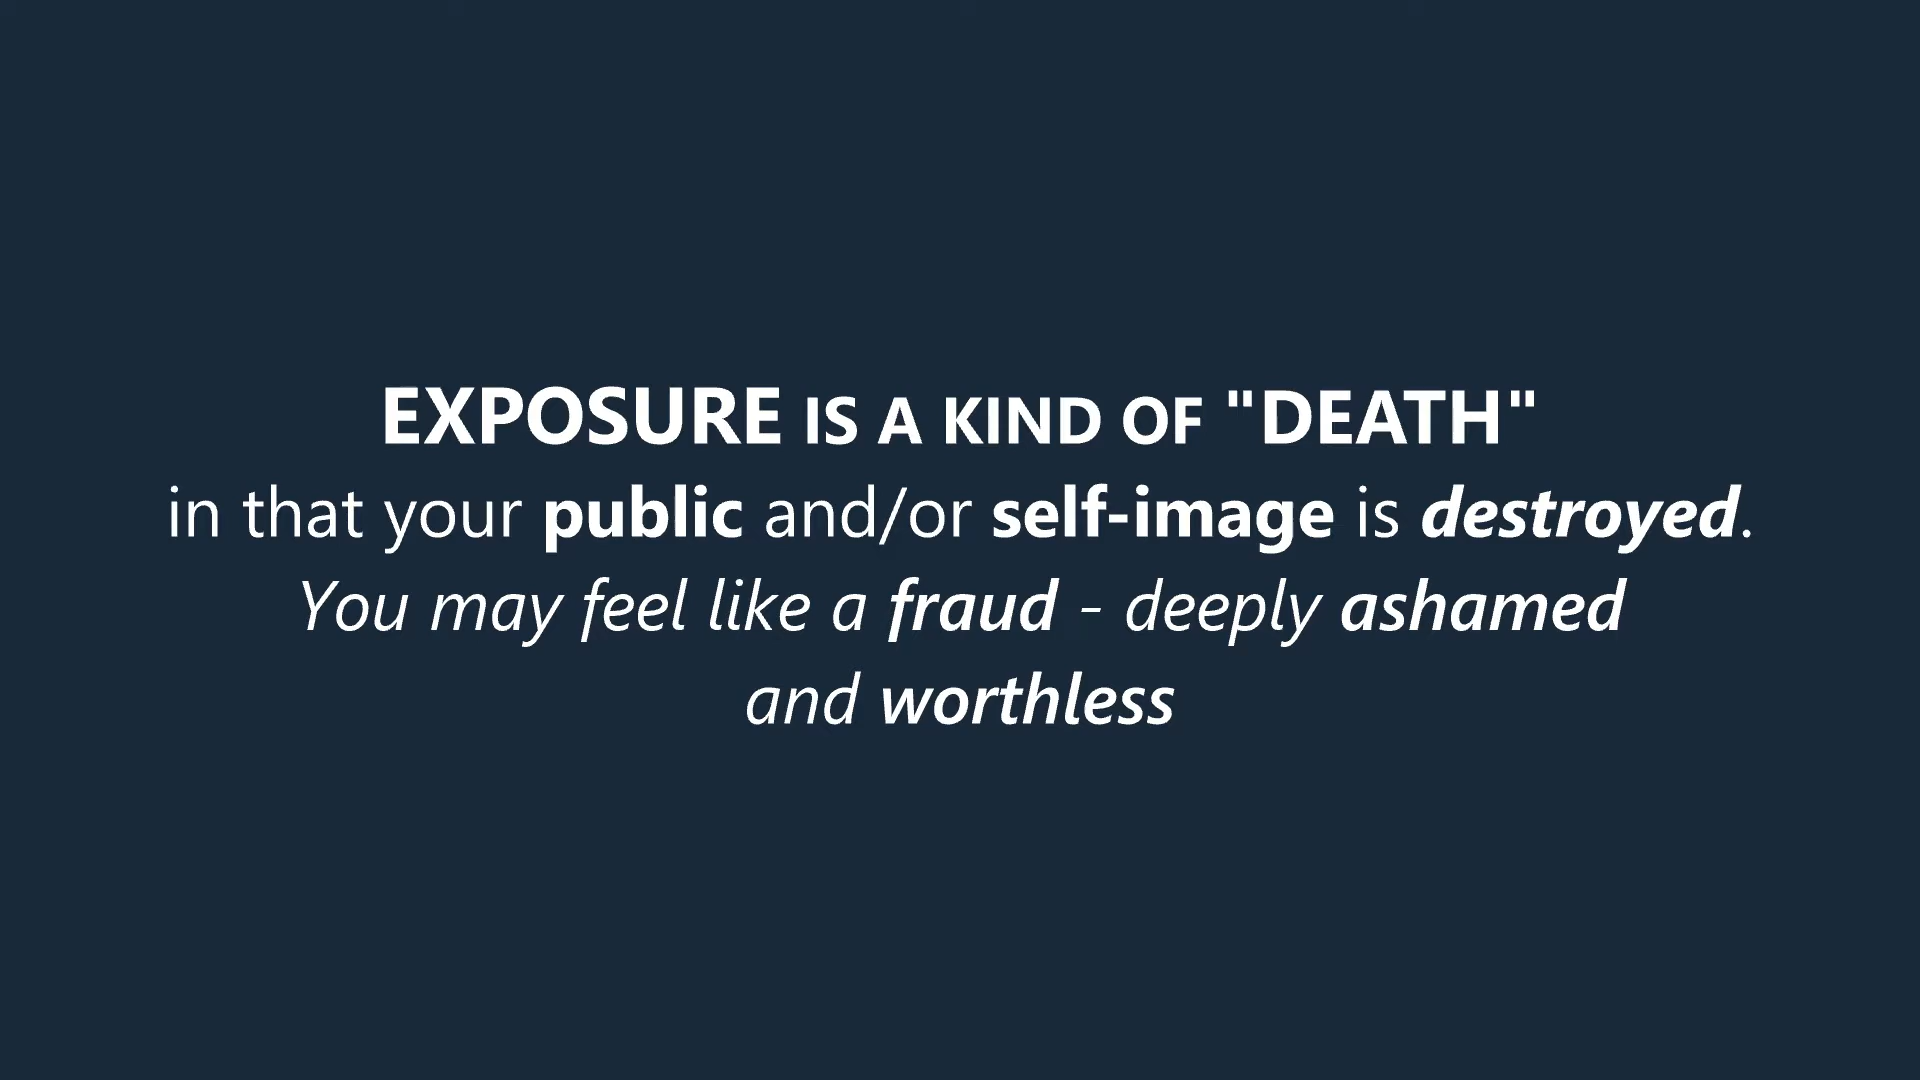 EXPOSURE IS A KIND OF "DEATH"
in that your public and/or self-image is destroyed.
You may feel like a fraud - deeply ashamed
and worthless